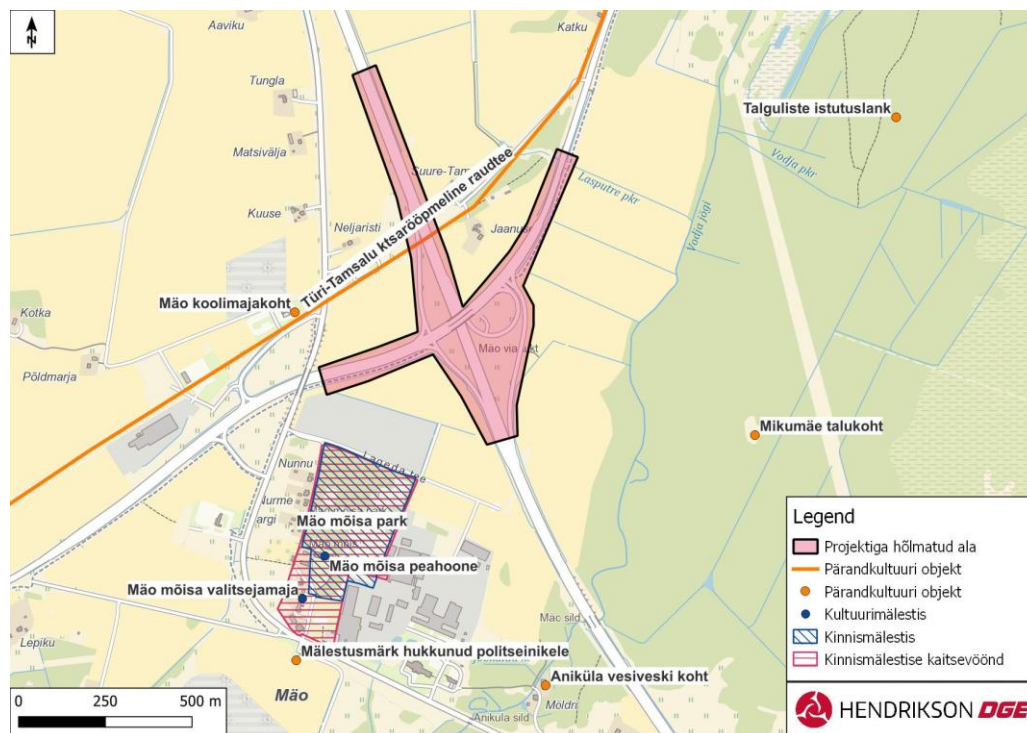 N
Aaviku
Katku
Tungla
Talguliste istutuslank
Matsivälja
Vodja pkr
Suure-Tam
Lasputre pkr
Kuuse
Neljaristi
Jaanus
Vodja jõgi
Türi-Tamsalu ktsarööpmeline raudtee
Mäo koolimajakoht
Kotka
Põldmarja
Mäo viadukt
Mikumäe talukoht
Lageda tee
Nunnu
Nurme
argi
Mäo mõisa park
Mäo mõisa peahoone
Mäo mõisa valitsejamaja
Mac sild
Lepiku
Mälestusmärk hukkunud politseinikele
Mäo
Aniküla vesiveski koht
Möldri
Aniküla sild
Legend
Projektiga hõlmatud ala
Pärandkultuuri objekt
Pärandkultuuri objekt
Kultuurimälestis
Kinnismälestis
Kinnismälestise kaitsevöönd
0 250 500 m
HENDRIKSON DGE